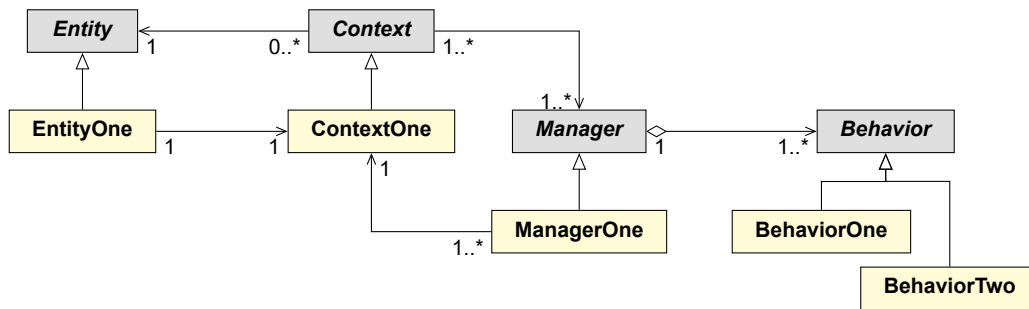 Entity
Context
1
0..*
1..*
1..*
EntityOne
ContextOne
Manager
Behavior
1
1
1
1
1..*
ManagerOne
BehaviorOne
1..*
BehaviorTwo